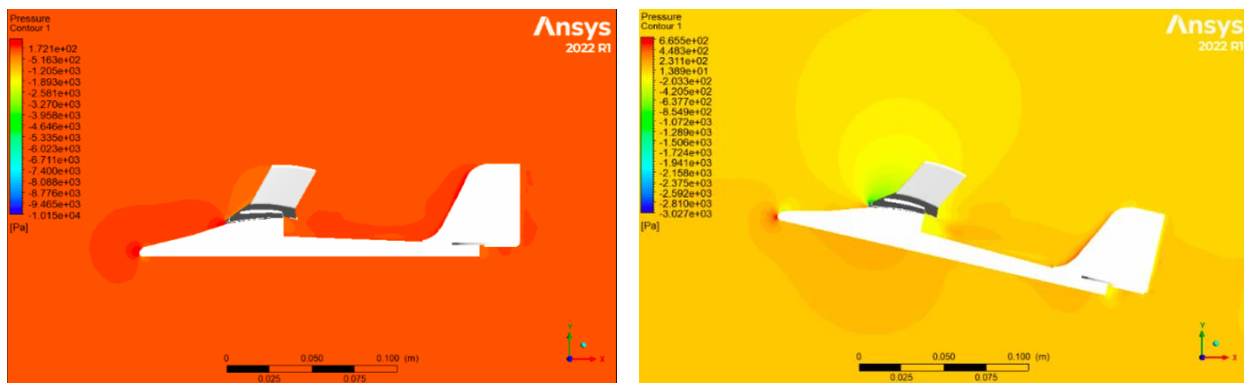 Pressure
Contour 1
1.721e+02
-5.163e+02
-1.205e+03
-1.893e+03
-2.581e+03
-3.270e+03
-3.958e+03
-4.646e+03
-5.335e+03
-6.023e+03
-6.711e+03
-7.400e+03
-8.088e+03
-8.776e+03
-9.465e+03
-1.015e+04
[Pa]
Ansys
2022 R1
0 0.050 0.100 (m)
0.025 0.075
Y
X
Pressure
Contour 1
6.655e+02
4.483e+02
2.311e+02
1.389e+01
-2.033e+02
-4.205e+02
-6.377e+02
-8.549e+02
-1.072e+03
-1.289e+03
-1.506e+03
-1.724e+03
-1.941e+03
-2.158e+03
-2.375e+03
-2.592e+03
-2.810e+03
-3.027e+03
[Pa]
Ansys
2022 R1
0 0.050 0.100 (m)
0.025 0.075
Y
X